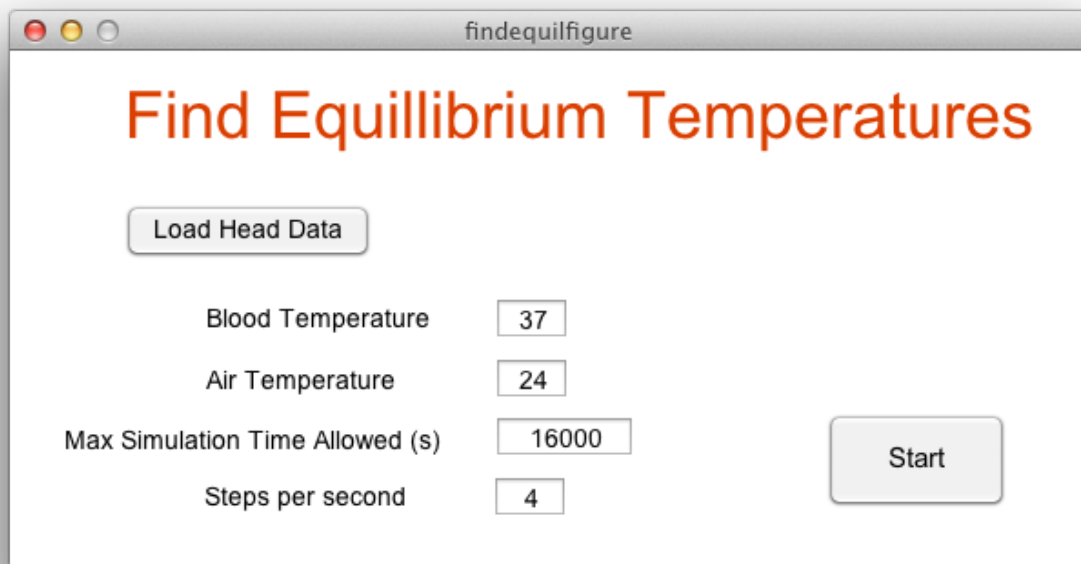 findequilfigure
Find Equillibrium Temperatures
Load Head Data
Blood Temperature 37
Air Temperature 24
Max Simulation Time Allowed (s) 16000
Start
Steps per second 4